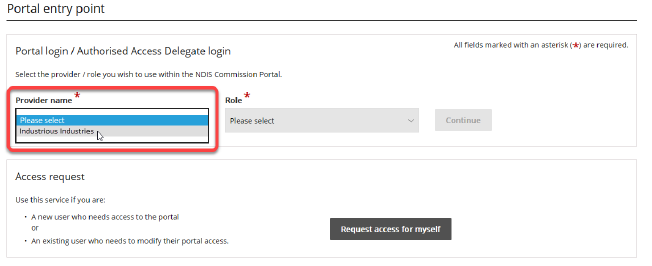 Portal entry point
Portal login / Authorised Access Delegate login
All fields marked with an asterisk (*) are required.
Select the provider / role you wish to use within the NDIS Commission Portal.
Provider name *
Role *
Please select
Industrious Industries
Please select
Continue
Access request
Use this service if you are:
• A new user who needs access to the portal
or
• An existing user who needs to modify their portal access.
Request access for myself